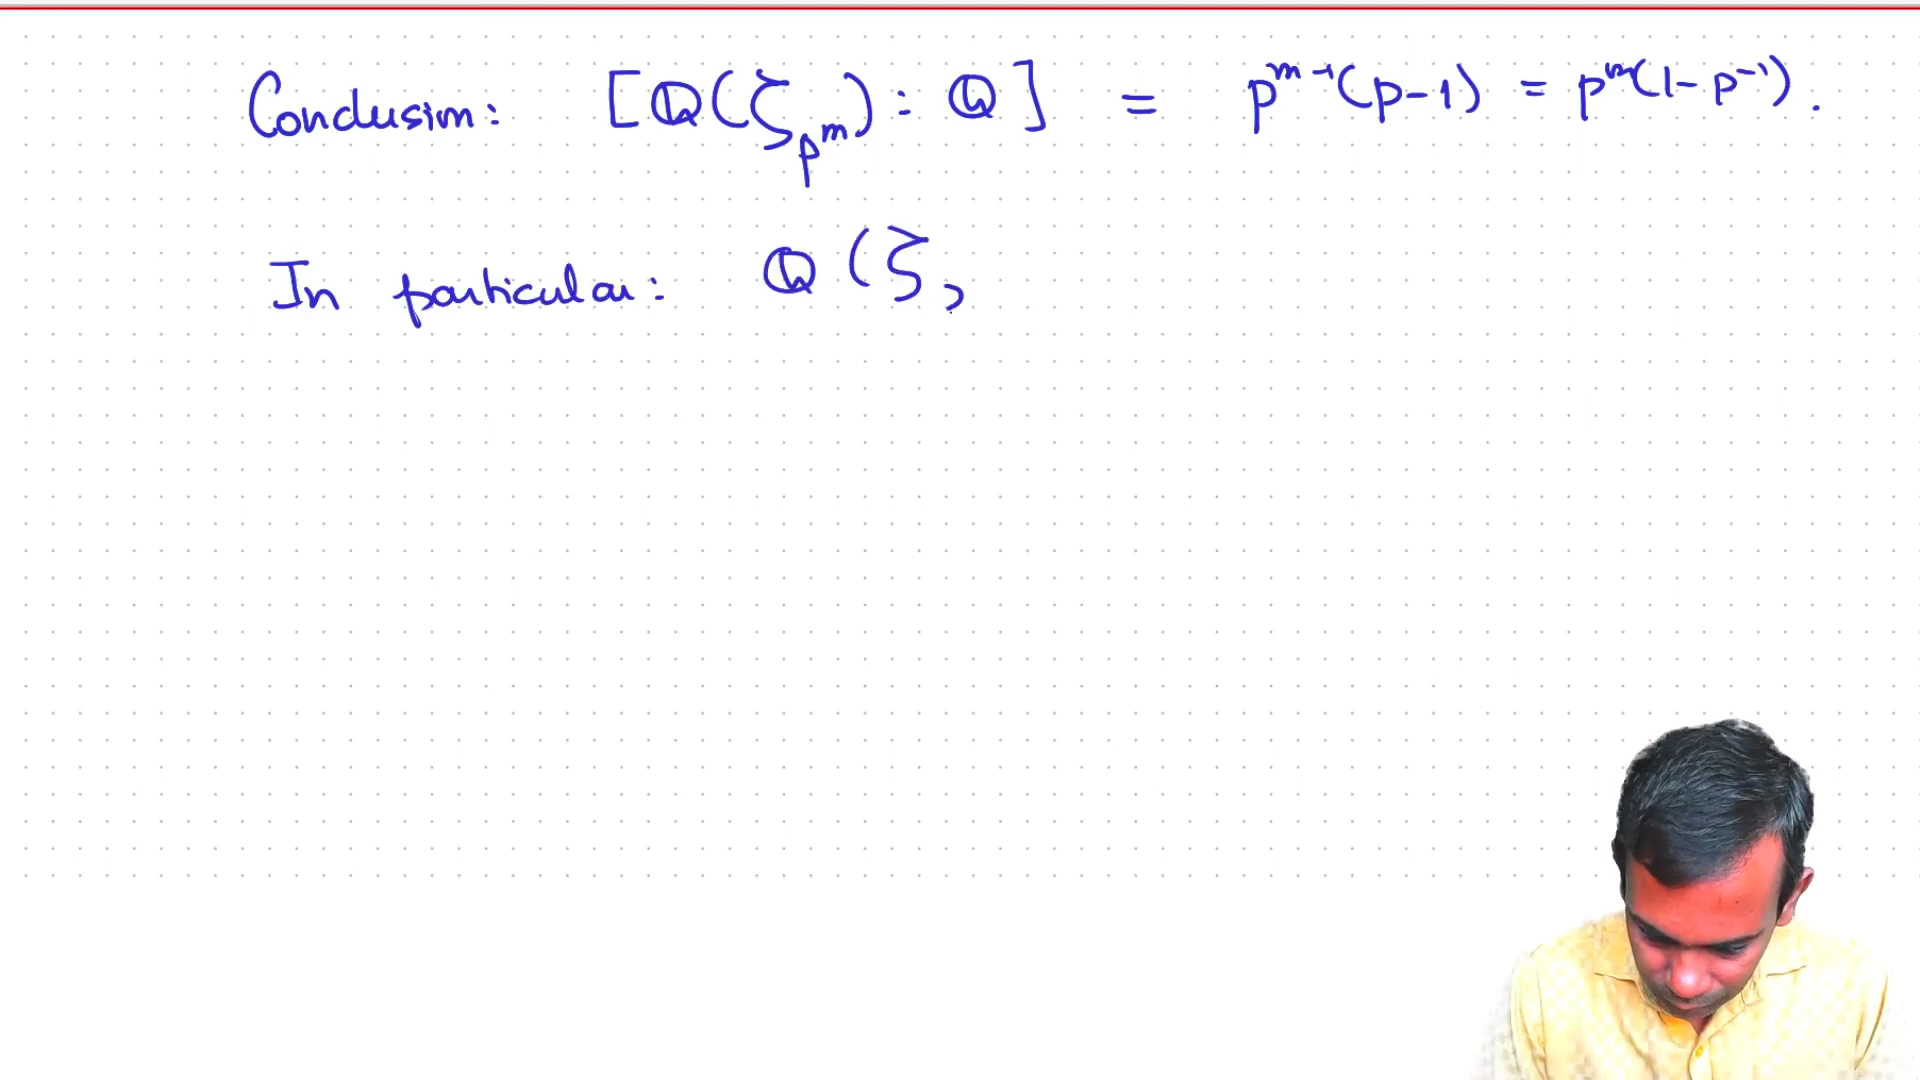 Conclusion: [ℚ(ζ_{p^m}) : ℚ] = p^{m-1}(p-1) = p^m(1-p^{-1}).
In particular: ℚ(ζ